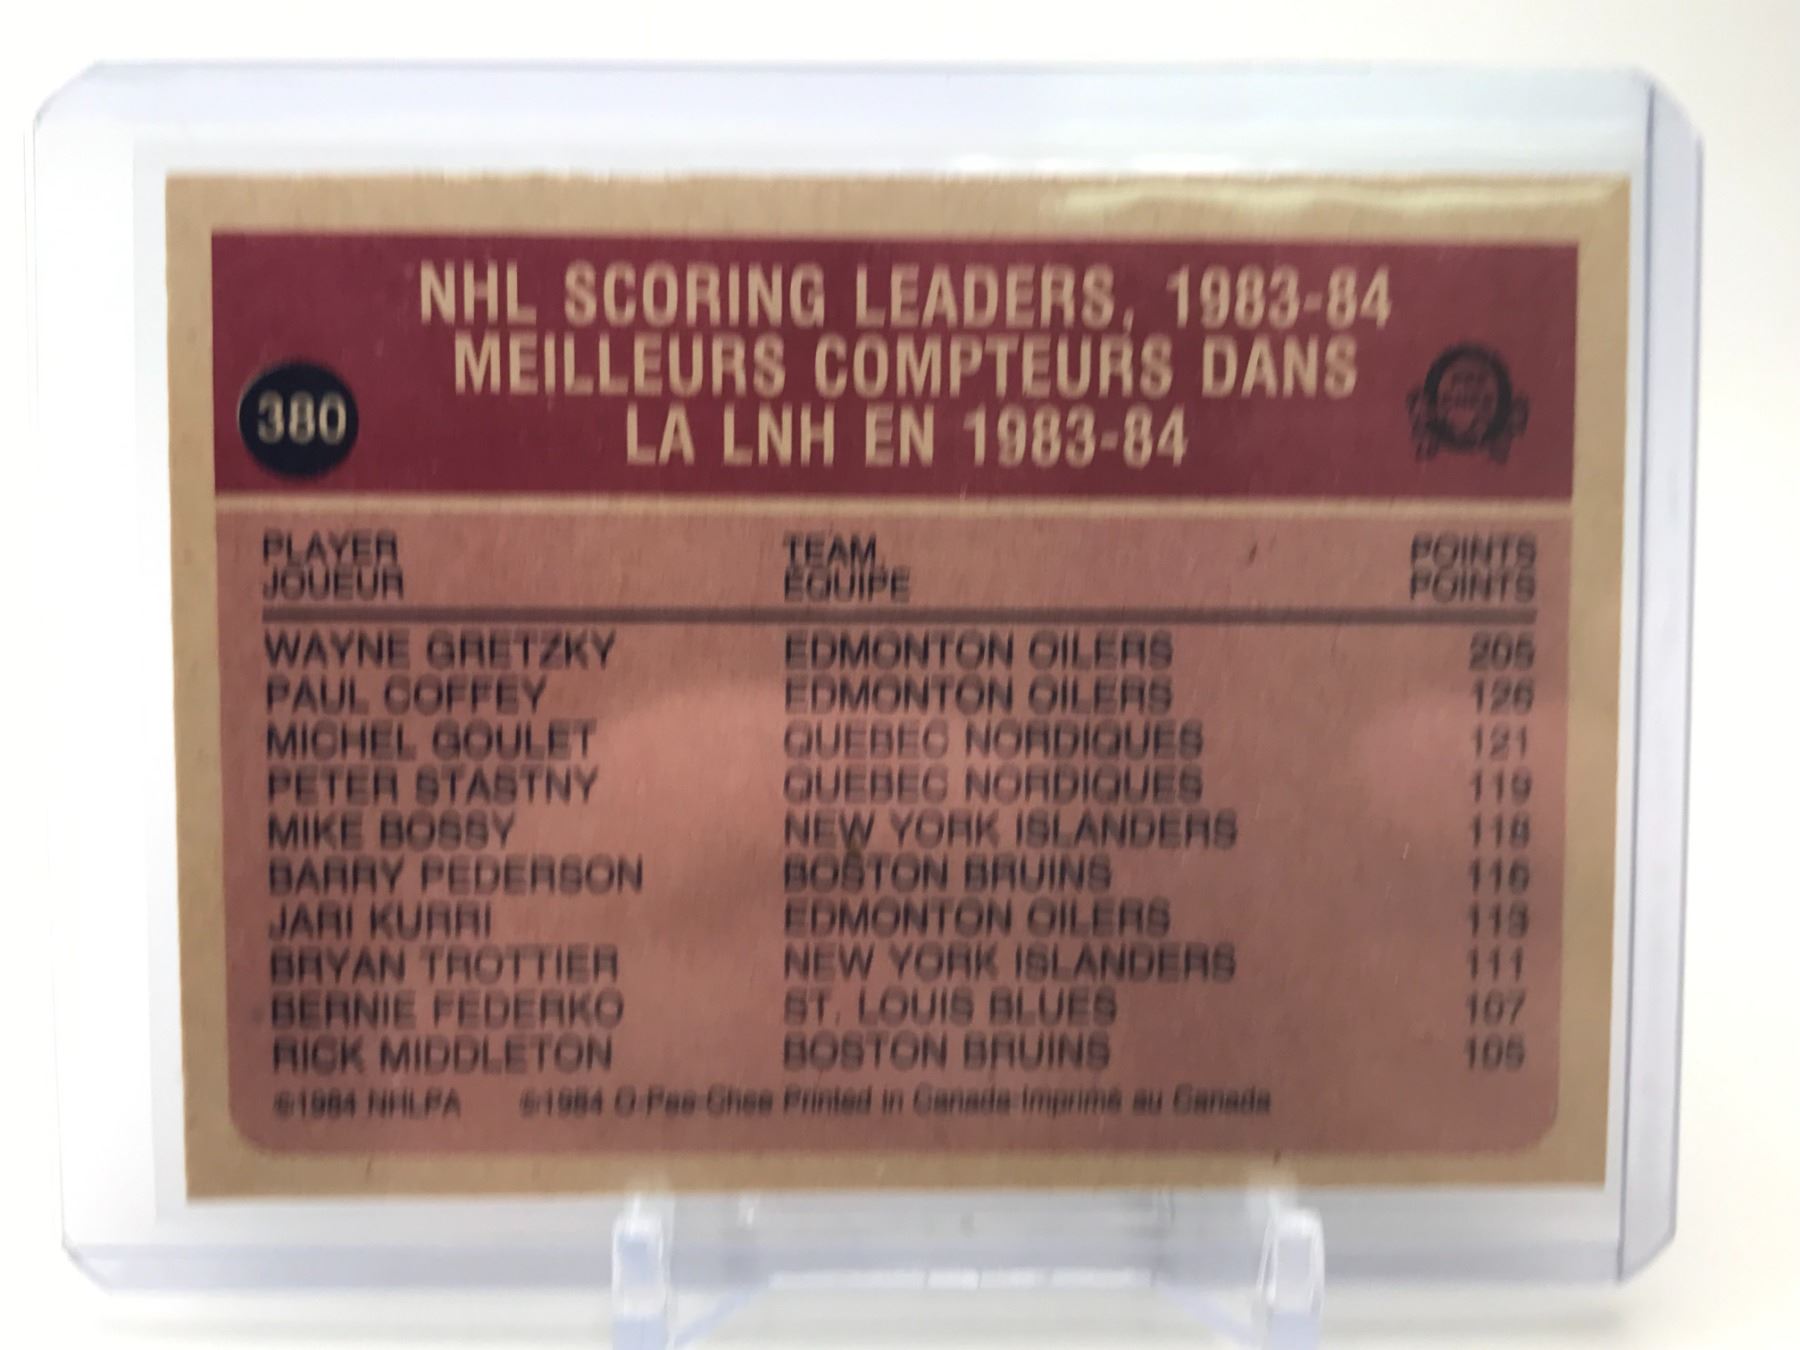 NHL SCORING LEADERS, 1983-84
MEILLEURS COMPTEURS DANS
LA LNH EN 1983-84
380
PLAYER TEAM POINTS
JOUEUR EQUIPE POINTS
WAYNE GRETZKY EDMONTON OILERS 205
PAUL COFFEY EDMONTON OILERS 126
MICHEL GOULET QUEBEC NORDIQUES 121
PETER STASTNY QUEBEC NORDIQUES 119
MIKE BOSSY NEW YORK ISLANDERS 118
BARRY PEDERSON BOSTON BRUINS 116
JARI KURRI EDMONTON OILERS 113
BRYAN TROTTIER NEW YORK ISLANDERS 111
BERNIE FEDERKO ST. LOUIS BLUES 107
RICK MIDDLETON BOSTON BRUINS 105
©1984 NHLPA ©1984 O-Pee-Chee Printed in Canada-Imprimé au Canada